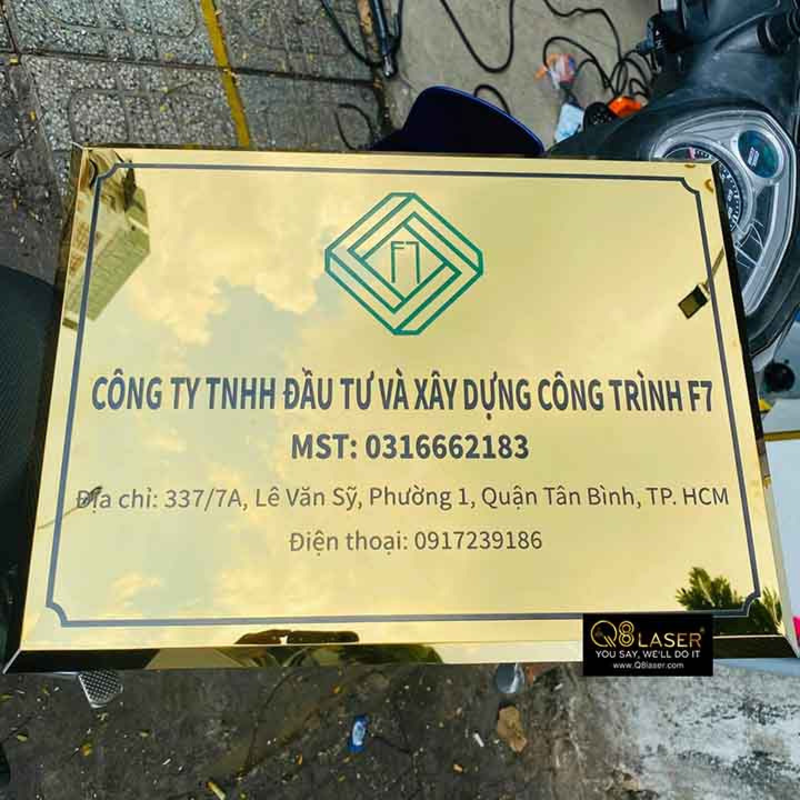 F7
CÔNG TY TNHH ĐẦU TƯ VÀ XÂY DỰNG CÔNG TRÌNH F7
MST: 0316662183
Địa chỉ: 337/7A, Lê Văn Sỹ, Phường 1, Quận Tân Bình, TP. HCM
Điện thoại: 0917239186
Q8 LASER®
YOU SAY, WE'LL DO IT
www.Q8laser.com